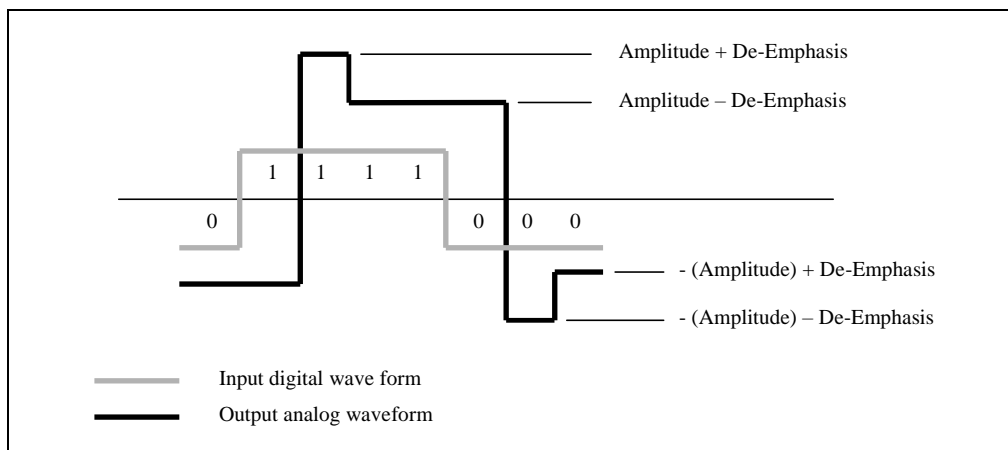 Amplitude + De-Emphasis
Amplitude – De-Emphasis
1 1 1 1
0 0 0 0
- (Amplitude) + De-Emphasis
- (Amplitude) – De-Emphasis
Input digital wave form
Output analog waveform